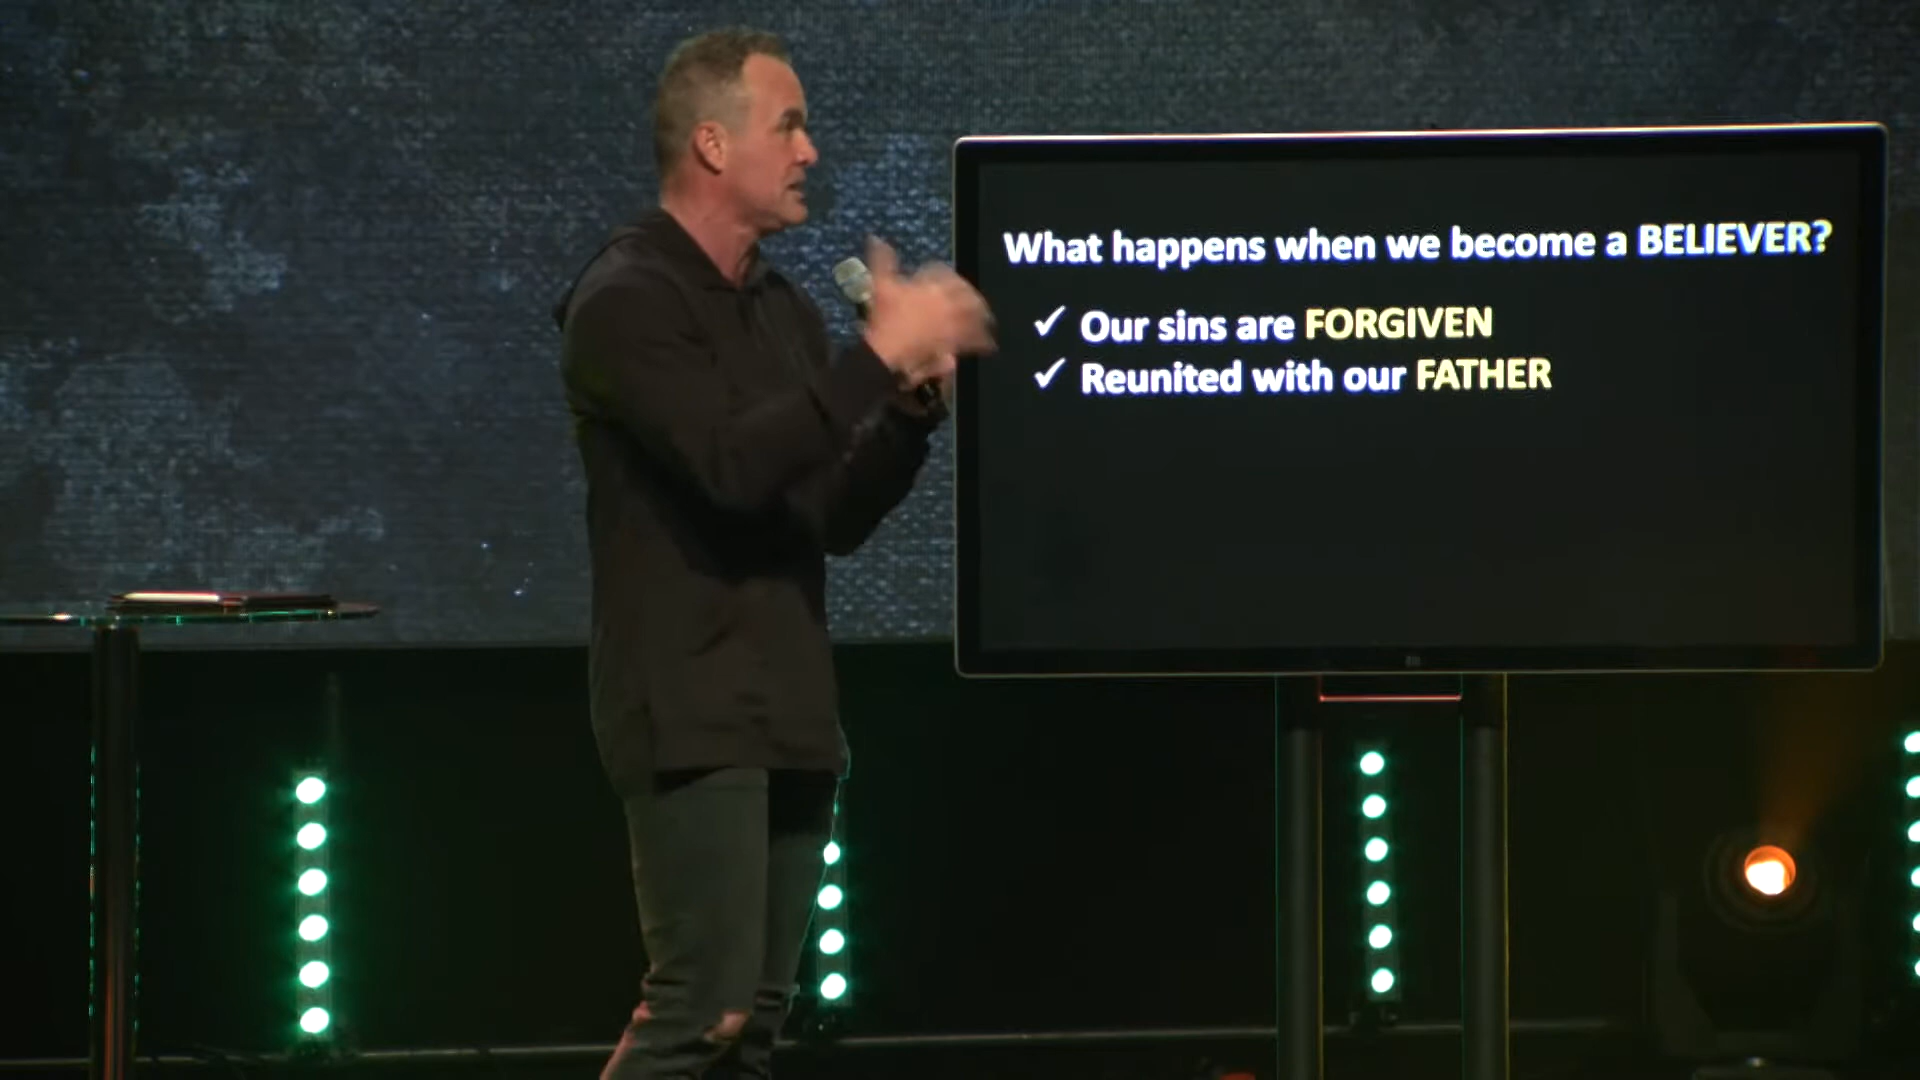 What happens when we become a BELIEVER?
✓ Our sins are FORGIVEN
✓ Reunited with our FATHER